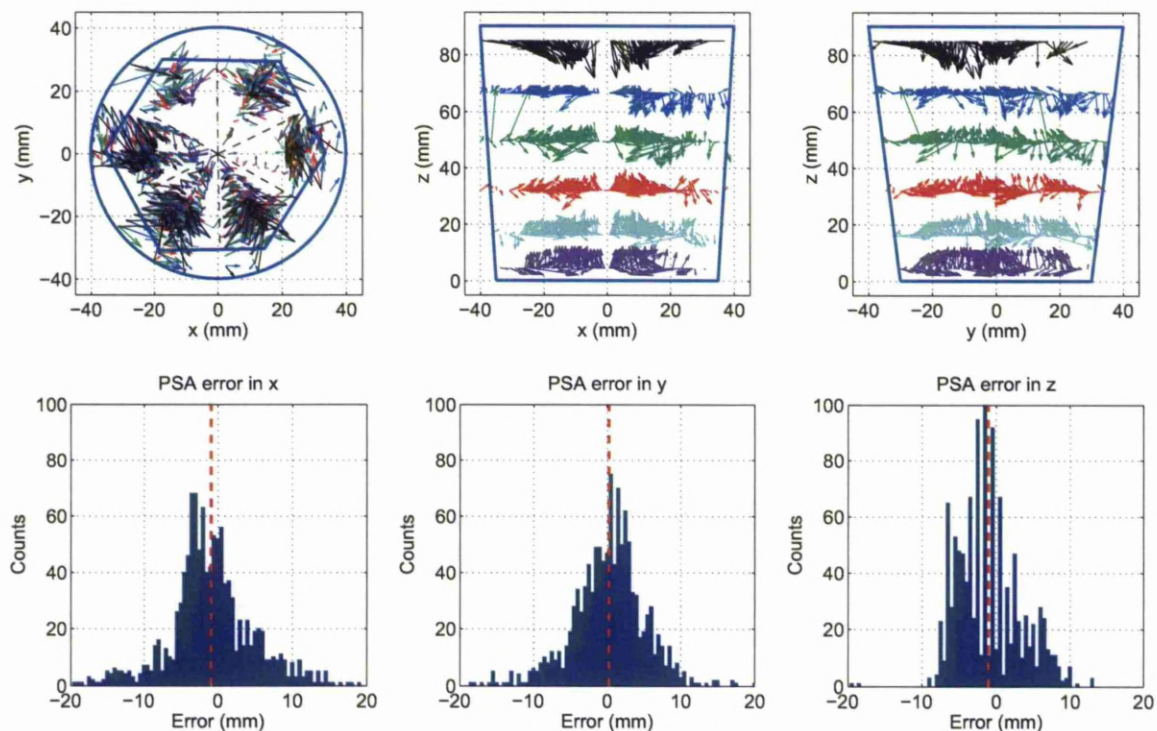 40
20
0
−20
−40
y (mm)
−40 −20 0 20 40
x (mm)
80
60
40
20
0
z (mm)
−40 −20 0 20 40
x (mm)
80
60
40
20
0
z (mm)
−40 −20 0 20 40
y (mm)
PSA error in x
100
80
60
40
20
0
Counts
−20 −10 0 10 20
Error (mm)
PSA error in y
100
80
60
40
20
0
Counts
−20 −10 0 10 20
Error (mm)
PSA error in z
100
80
60
40
20
0
Counts
−20 −10 0 10 20
Error (mm)